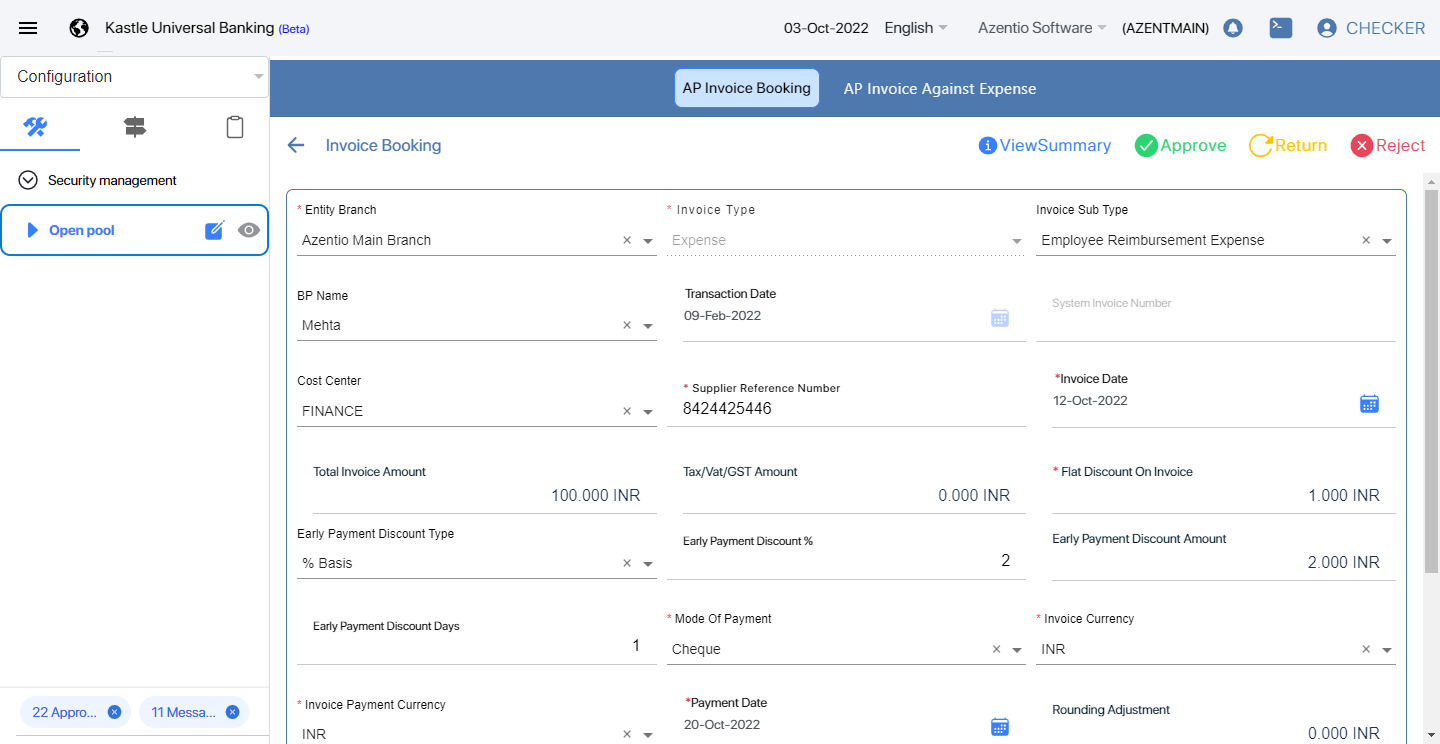 Kastle Universal Banking (Beta)
03-Oct-2022 English Azentio Software (AZENTMAIN) CHECKER
Configuration
AP Invoice Booking AP Invoice Against Expense
Security management
Open pool
22 Appro... 11 Messa...
Invoice Booking ViewSummary Approve Return Reject
* Entity Branch * Invoice Type Invoice Sub Type
Azentio Main Branch × Expense Employee Reimbursement Expense ×
BP Name Transaction Date System Invoice Number
Mehta × 09-Feb-2022
Cost Center * Supplier Reference Number *Invoice Date
FINANCE × 8424425446 12-Oct-2022
Total Invoice Amount Tax/Vat/GST Amount * Flat Discount On Invoice
100.000 INR 0.000 INR 1.000 INR
Early Payment Discount Type Early Payment Discount % Early Payment Discount Amount
% Basis × 2 2.000 INR
Early Payment Discount Days * Mode Of Payment * Invoice Currency
1 Cheque × INR ×
* Invoice Payment Currency *Payment Date Rounding Adjustment
INR × 20-Oct-2022 0.000 INR